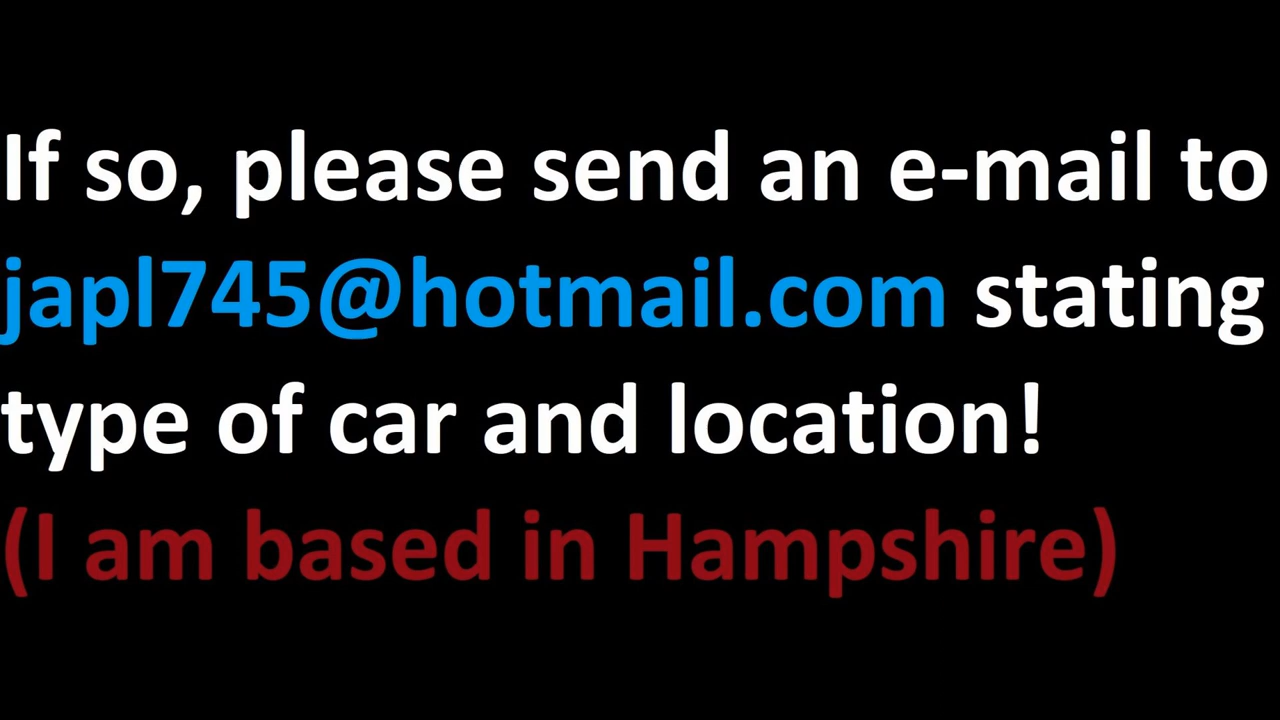 If so, please send an e-mail to
japl745@hotmail.com stating
type of car and location!
(I am based in Hampshire)